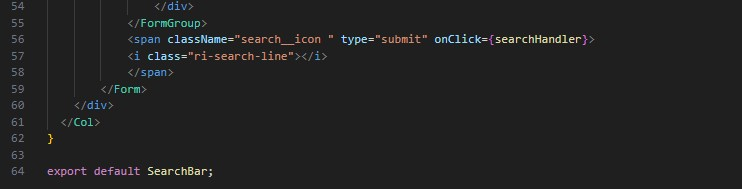 54 </div>
55 </FormGroup>
56 <span className="search__icon " type="submit" onClick={searchHandler}>
57 <i class="ri-search-line"></i>
58 </span>
59 </Form>
60 </div>
61 </Col>
62 }
63
64 export default SearchBar;